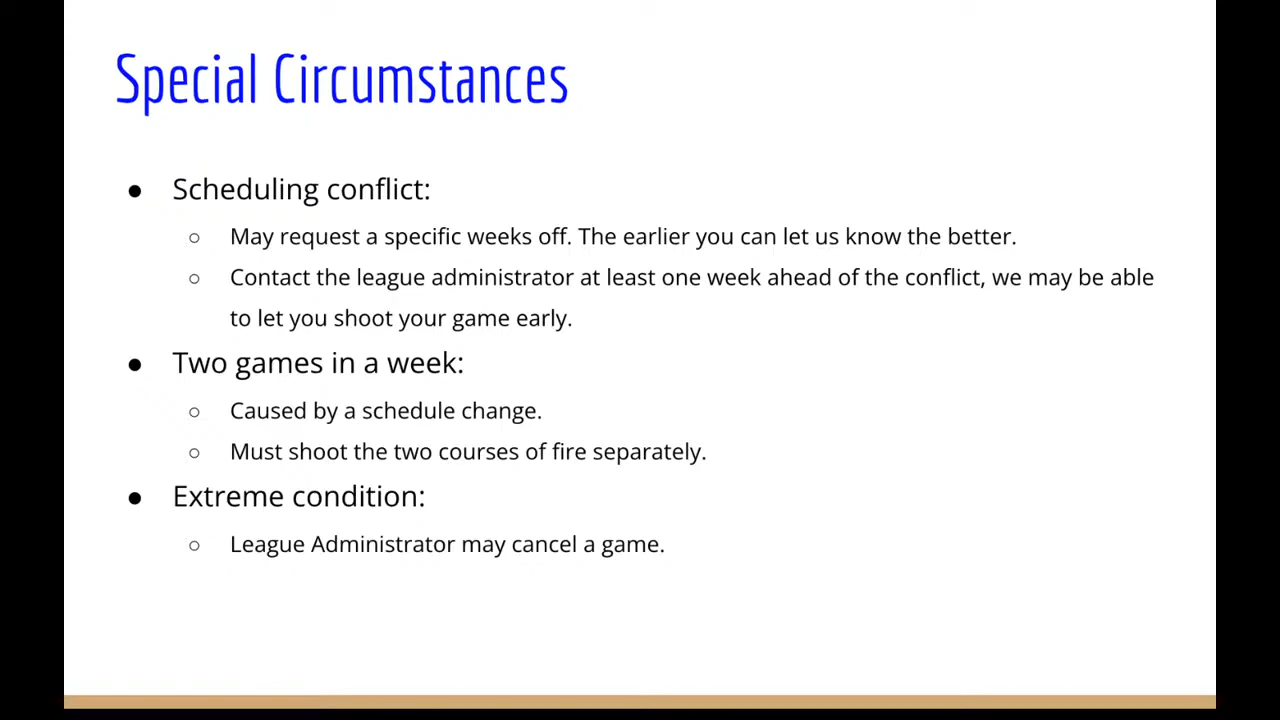 Special Circumstances
● Scheduling conflict:
○ May request a specific weeks off. The earlier you can let us know the better.
○ Contact the league administrator at least one week ahead of the conflict, we may be able
to let you shoot your game early.
● Two games in a week:
○ Caused by a schedule change.
○ Must shoot the two courses of fire separately.
● Extreme condition:
○ League Administrator may cancel a game.